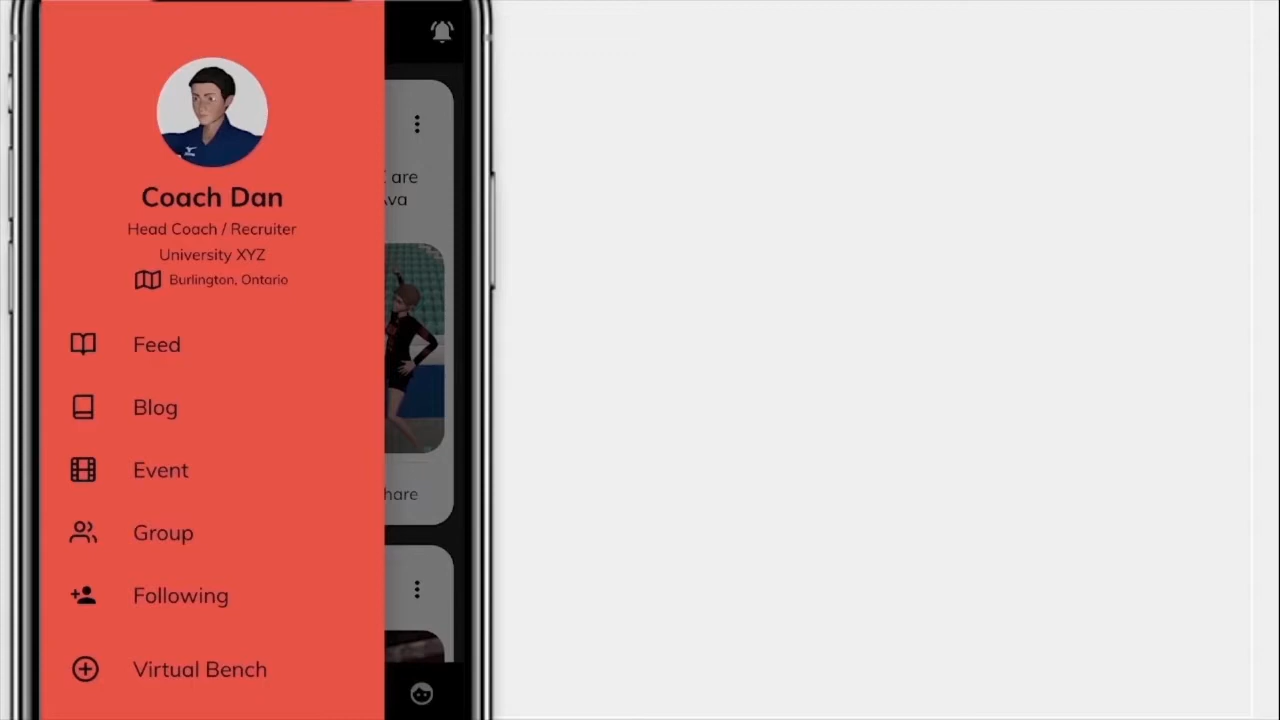 Coach Dan
Head Coach / Recruiter
University XYZ
Burlington, Ontario
Feed
Blog
Event
Group
Following
Virtual Bench
are
hare